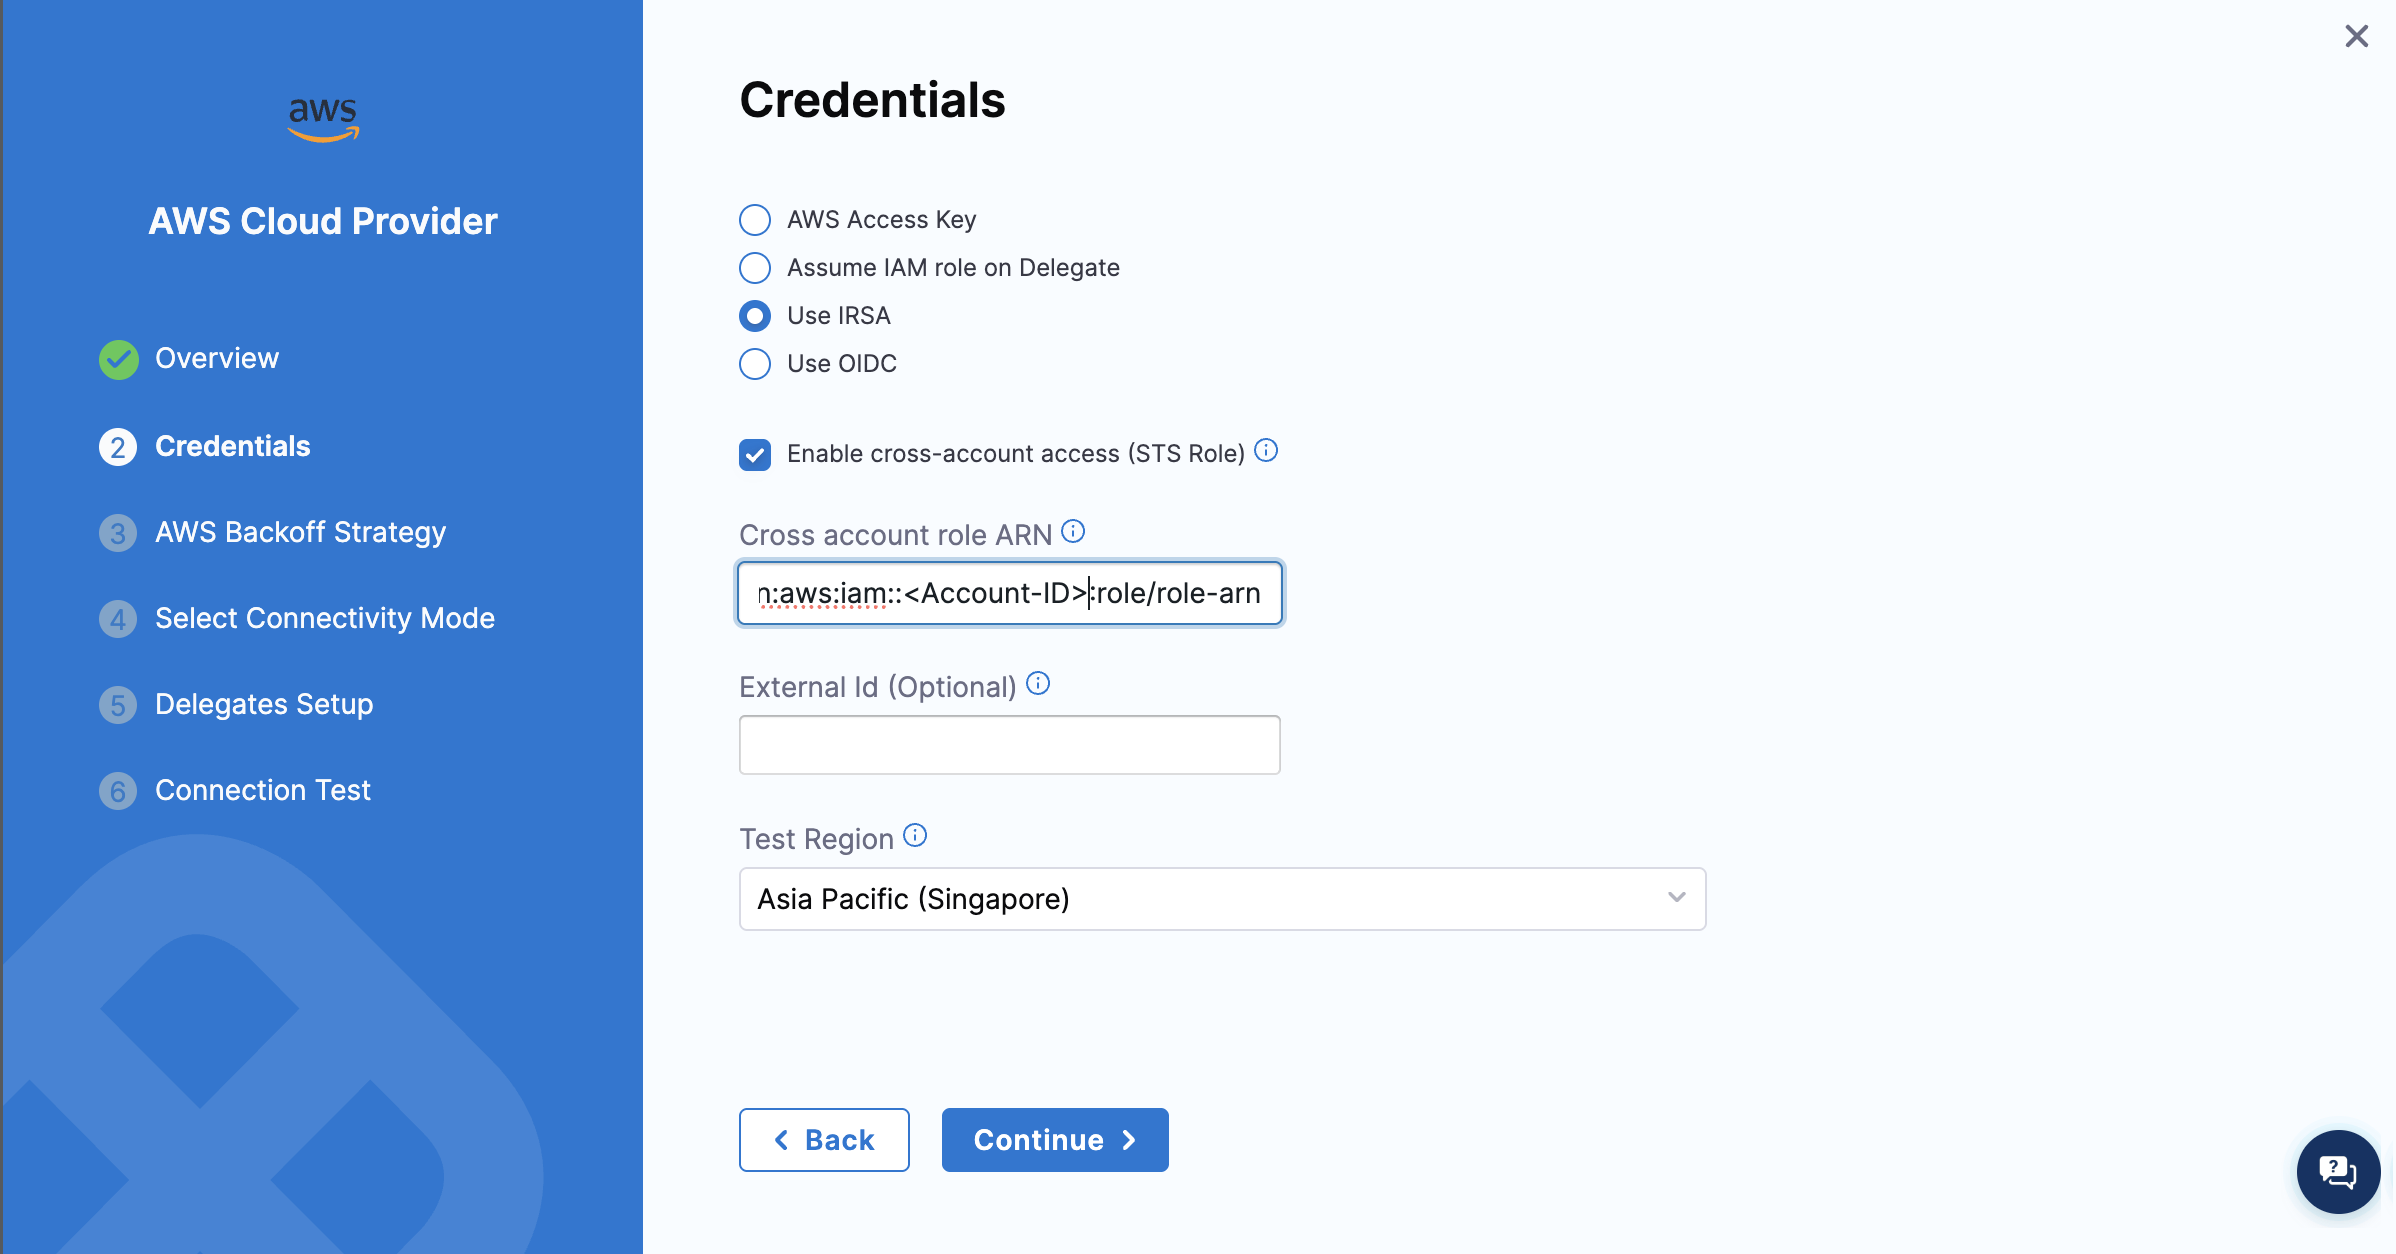 aws
AWS Cloud Provider
Overview
2 Credentials
3 AWS Backoff Strategy
4 Select Connectivity Mode
5 Delegates Setup
6 Connection Test
Credentials
AWS Access Key
Assume IAM role on Delegate
Use IRSA
Use OIDC
Enable cross-account access (STS Role)
Cross account role ARN
n:aws:iam::<Account-ID>:role/role-arn
External Id (Optional)
Test Region
Asia Pacific (Singapore)
Back
Continue